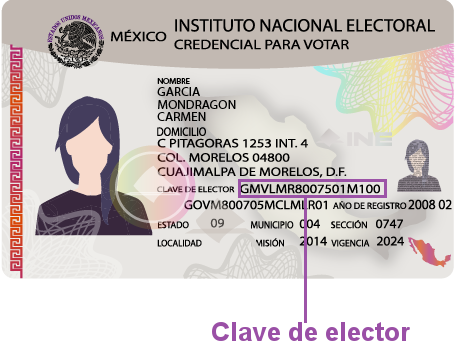 ESTADOS UNIDOS MEXICANOS
MÉXICO
INSTITUTO NACIONAL ELECTORAL
CREDENCIAL PARA VOTAR
NOMBRE
GARCIA
MONDRAGON
CARMEN
DOMICILIO
C PITAGORAS 1253 INT. 4
COL. MORELOS 04800
CUAJIMALPA DE MORELOS, D.F.
INE
CLAVE DE ELECTOR GMVLMR8007501M100
GOVM800705MCLMLR01 AÑO DE REGISTRO 2008 02
ESTADO 09 MUNICIPIO 004 SECCIÓN 0747
LOCALIDAD MISIÓN 2014 VIGENCIA 2024
Clave de elector